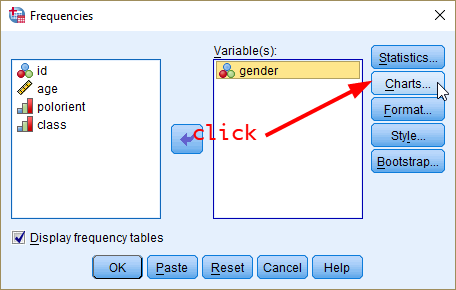 Frequencies
Variable(s):
id
age
polorient
class
gender
click
Statistics...
Charts...
Format...
Style...
Bootstrap...
Display frequency tables
OK
Paste
Reset
Cancel
Help